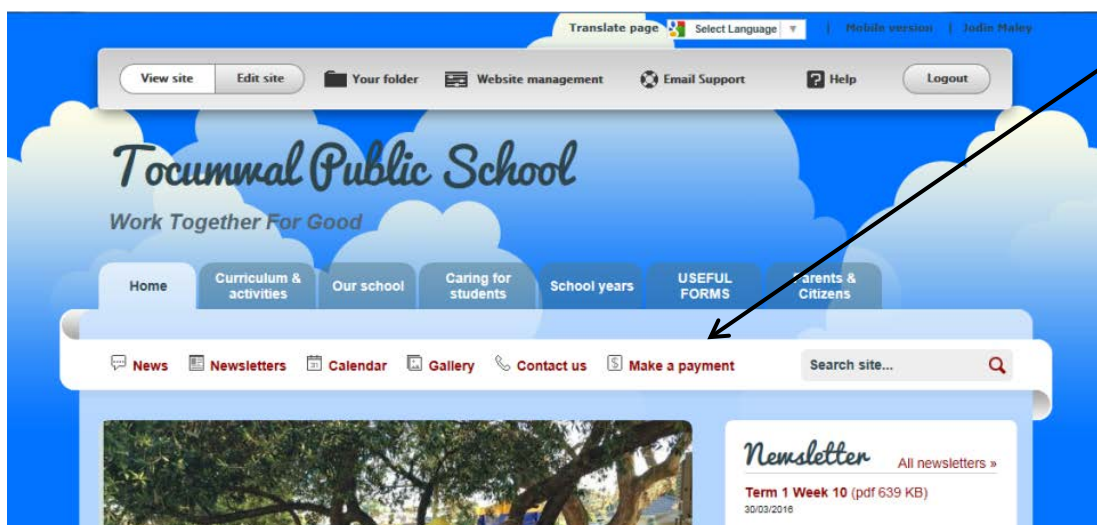 Translate page Select Language ▼ | Mobile version | Jodie Maley
View site Edit site Your folder Website management Email Support Help Logout
Tocumwal Public School
Work Together For Good
Home Curriculum & activities Our school Caring for students School years USEFUL FORMS Parents & Citizens
News Newsletters 31 Calendar Gallery Contact us $ Make a payment Search site...
Newsletter All newsletters »
Term 1 Week 10 (pdf 639 KB)
30/03/2016